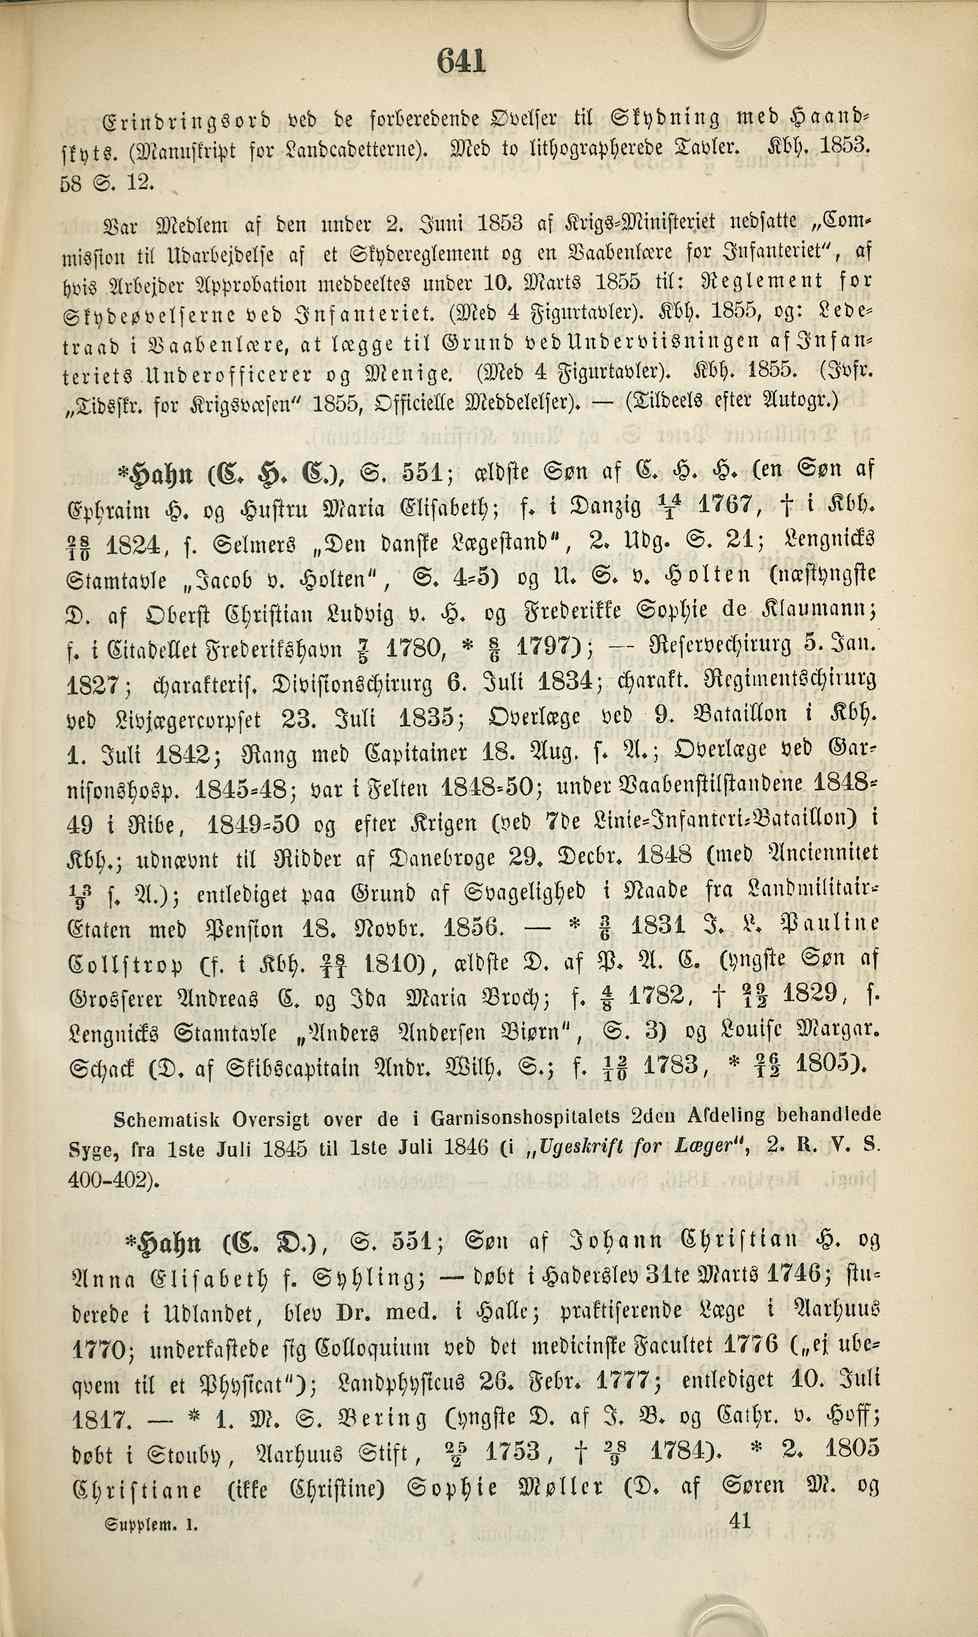 641
Erindringsord ved de forberedende Øvelser til Skydning med Haand-
skyts. (Manuskript for Landcadetterne). Med to lithographerede Tavler. Kbh. 1853.
58 S. 12.
Var Medlem af den under 2. Juni 1853 af Krigs-Ministeriet nedsatte „Com-
mission til Udarbejdelse af et Skydereglement og en Vaabenlære for Infanteriet“, af
hvis Arbejder Approbation meddeeltes under 10. Marts 1855 til: Reglement for
Skydeøvelserne ved Infanteriet. (Med 4 Figurtavler). Kbh. 1855, og: Lede-
traad i Vaabenlære, at lægge til Grund ved Underviisningen af Infan-
teriets Underofficerer og Menige. (Med 4 Figurtavler). Kbh. 1855. (Jvfr.
„Tidsskr. for Krigsvæsen“ 1855, Officielle Meddelelser). — (Tildeels efter Autogr.)
*Hahn (C. H. C.), S. 551; ældste Søn af C. H. H. (en Søn af
Ephraim H. og Hustru Maria Elisabeth; f. i Danzig 14/1 1767, † i Kbh.
28/10 1824, s. Selmers „Den danske Lægestand“, 2. Udg. S. 21; Lengnicks
Stamtavle „Jacob v. Holten“, S. 4-5) og U. S. v. Holten (næstyngste
D. af Oberst Christian Ludvig v. H. og Frederikke Sophie de Klaumann;
f. i Citadellet Frederikshavn 7/5 1780, * 8/6 1797); — Reservechirurg 5. Jan.
1827; charakteris. Divisionschirurg 6. Juli 1834; charakt. Regimentschirurg
ved Livjægercorpset 23. Juli 1835; Overlæge ved 9. Bataillon i Kbh.
1. Juli 1842; Rang med Capitainer 18. Aug. s. A.; Overlæge ved Gar-
nisonshosp. 1845-48; var i Felten 1848-50; under Vaabenstilstandene 1848-
49 i Ribe, 1849-50 og efter Krigen (ved 7de Linie-Infanteri-Bataillon) i
Kbh.; udnævnt til Ridder af Danebroge 29. Decbr. 1848 (med Anciennitet
13/9 s. A.); entlediget paa Grund af Svagelighed i Naade fra Landmilitair-
Etaten med Pension 18. Novbr. 1856. — * 3/6 1831 J. L. Pauline
Collstrop (f. i Kbh. 28/11 1810), ældste D. af P. A. C. (yngste Søn af
Grosserer Andreas C. og Ida Maria Broch; f. 4/8 1782, † 29/12 1829, s.
Lengnicks Stamtavle „Anders Andersen Biørn“, S. 3) og Louise Margar.
Schack (D. af Skibscapitain Andr. Wilh. S.; f. 12/10 1783, * 26/12 1805).
Schematisk Oversigt over de i Garnisonshospitalets 2den Afdeling behandlede
Syge, fra 1ste Juli 1845 til 1ste Juli 1846 (i „Ugeskrift for Læger“, 2. R. V. S.
400-402).
*Hahn (C. D.), S. 551; Søn af Johann Christian H. og
Anna Elisabeth f. Syhling; — døbt i Haderslev 31te Marts 1746; stu-
derede i Udlandet, blev Dr. med. i Halle; praktiserende Læge i Aarhuus
1770; underkastede sig Colloquium ved det medicinske Facultet 1776 („ej ube-
qvem til et Physicat“); Landphysicus 26. Febr. 1777; entlediget 10. Juli
1817. — * 1. M. S. Bering (yngste D. af J. B. og Cathr. v. Hoff;
døbt i Stouby, Aarhuus Stift, 25/2 1753, † 28/9 1784). * 2. 1805
Christiane (ikke Christine) Sophie Møller (D. af Søren M. og
Supplem. 1.
41